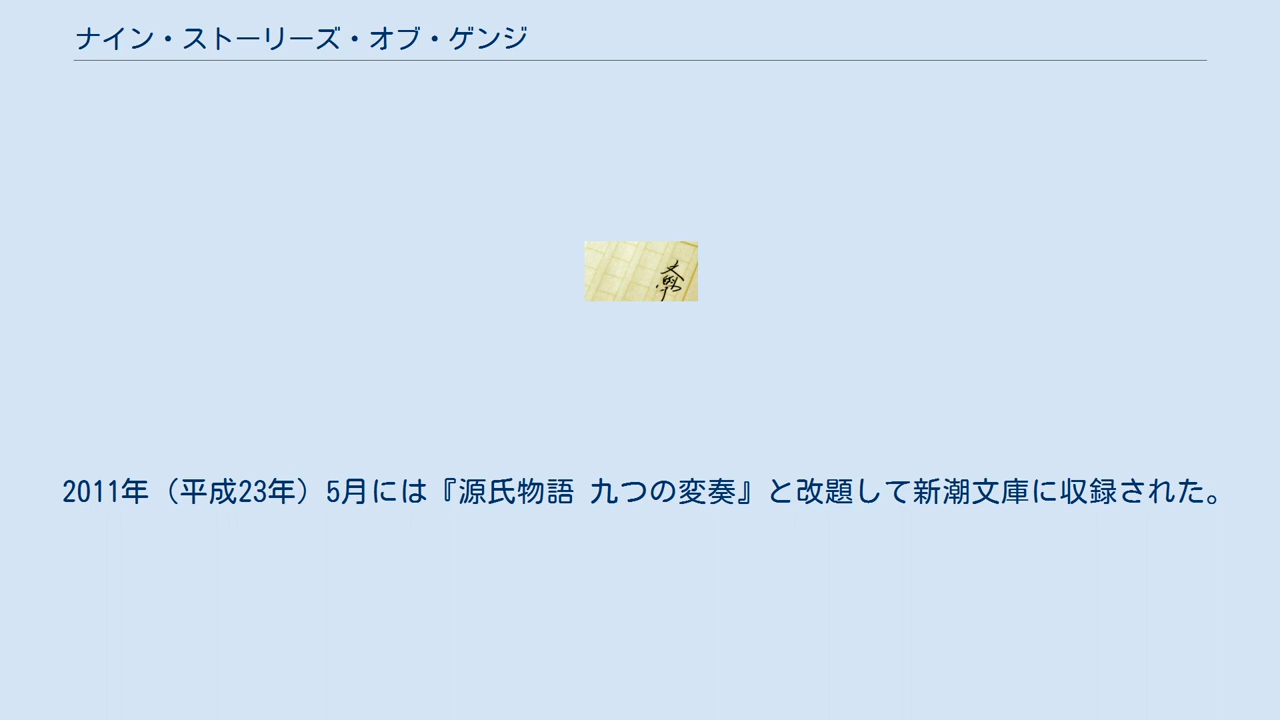 ナイン・ストーリーズ・オブ・ゲンジ
2011年（平成23年）5月には『源氏物語 九つの変奏』と改題して新潮文庫に収録された。